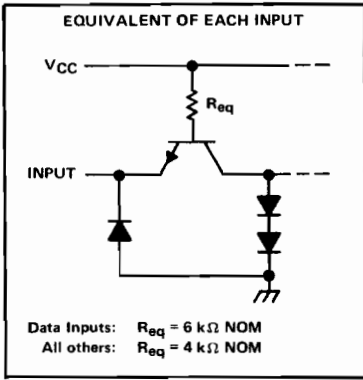 EQUIVALENT OF EACH INPUT
VCC
Req
INPUT
Data Inputs: Req = 6 kΩ NOM
All others: Req = 4 kΩ NOM